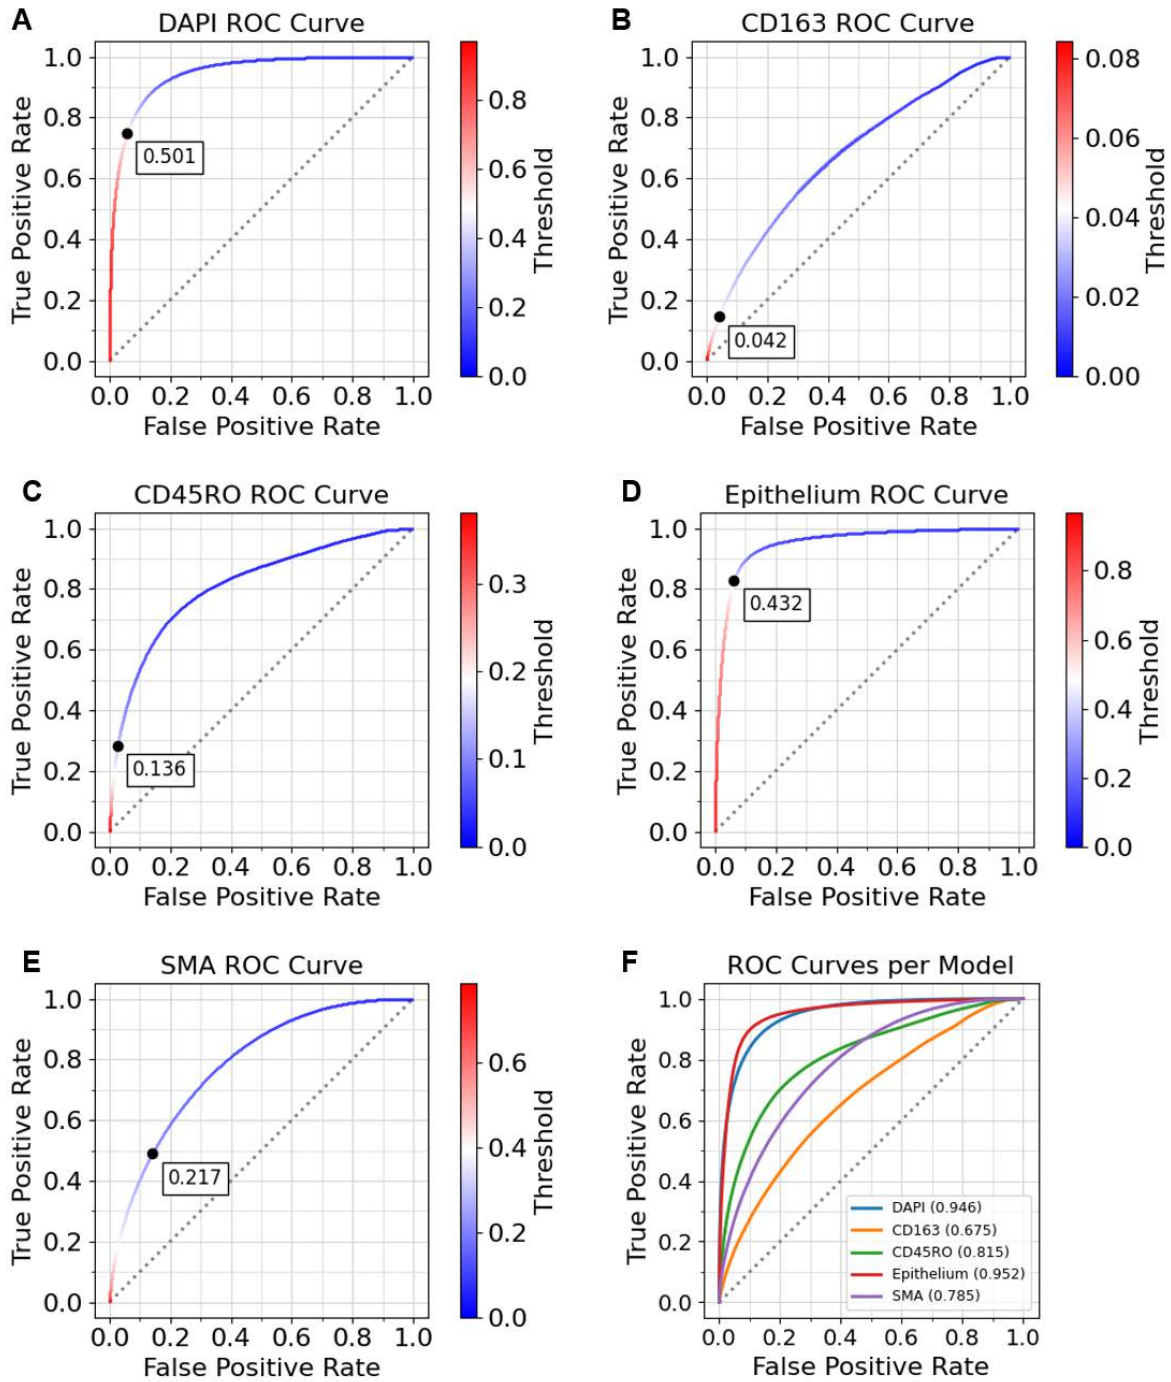 A
DAPI ROC Curve
True Positive Rate
1.0
0.8
0.6
0.4
0.2
0.0
0.501
0.0 0.2 0.4 0.6 0.8 1.0
False Positive Rate
0.8
0.6
0.4
0.2
0.0
Threshold
B
CD163 ROC Curve
True Positive Rate
1.0
0.8
0.6
0.4
0.2
0.0
0.042
0.0 0.2 0.4 0.6 0.8 1.0
False Positive Rate
0.08
0.06
0.04
0.02
0.00
Threshold
C
CD45RO ROC Curve
True Positive Rate
1.0
0.8
0.6
0.4
0.2
0.0
0.136
0.0 0.2 0.4 0.6 0.8 1.0
False Positive Rate
0.3
0.2
0.1
0.0
Threshold
D
Epithelium ROC Curve
True Positive Rate
1.0
0.8
0.6
0.4
0.2
0.0
0.432
0.0 0.2 0.4 0.6 0.8 1.0
False Positive Rate
0.8
0.6
0.4
0.2
0.0
Threshold
E
SMA ROC Curve
True Positive Rate
1.0
0.8
0.6
0.4
0.2
0.0
0.217
0.0 0.2 0.4 0.6 0.8 1.0
False Positive Rate
0.6
0.4
0.2
0.0
Threshold
F
ROC Curves per Model
True Positive Rate
1.0
0.8
0.6
0.4
0.2
0.0
DAPI (0.946)
CD163 (0.675)
CD45RO (0.815)
Epithelium (0.952)
SMA (0.785)
0.0 0.2 0.4 0.6 0.8 1.0
False Positive Rate